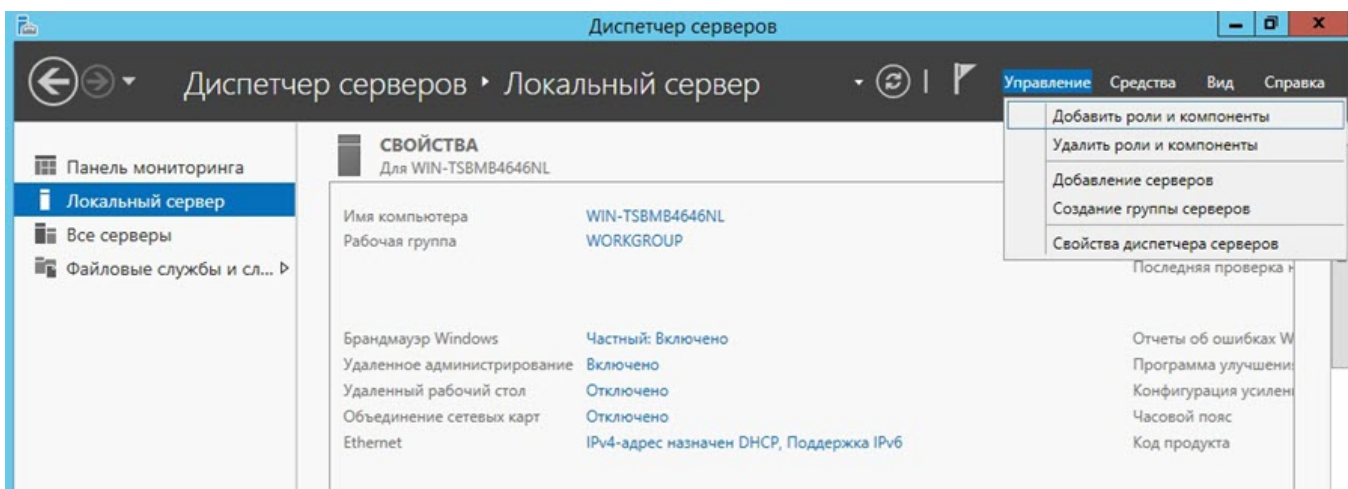 Диспетчер серверов
Диспетчер серверов ‣ Локальный сервер
Управление Средства Вид Справка
Добавить роли и компоненты
Удалить роли и компоненты
Добавление серверов
Создание группы серверов
Свойства диспетчера серверов
Панель мониторинга
Локальный сервер
Все серверы
Файловые службы и сл...
СВОЙСТВА
Для WIN-TSBMB4646NL
Имя компьютера WIN-TSBMB4646NL
Рабочая группа WORKGROUP
Последняя проверка н
Брандмауэр Windows Частный: Включено Отчеты об ошибках W
Удаленное администрирование Включено Программа улучшени
Удаленный рабочий стол Отключено Конфигурация усилен
Объединение сетевых карт Отключено Часовой пояс
Ethernet IPv4-адрес назначен DHCP, Поддержка IPv6 Код продукта